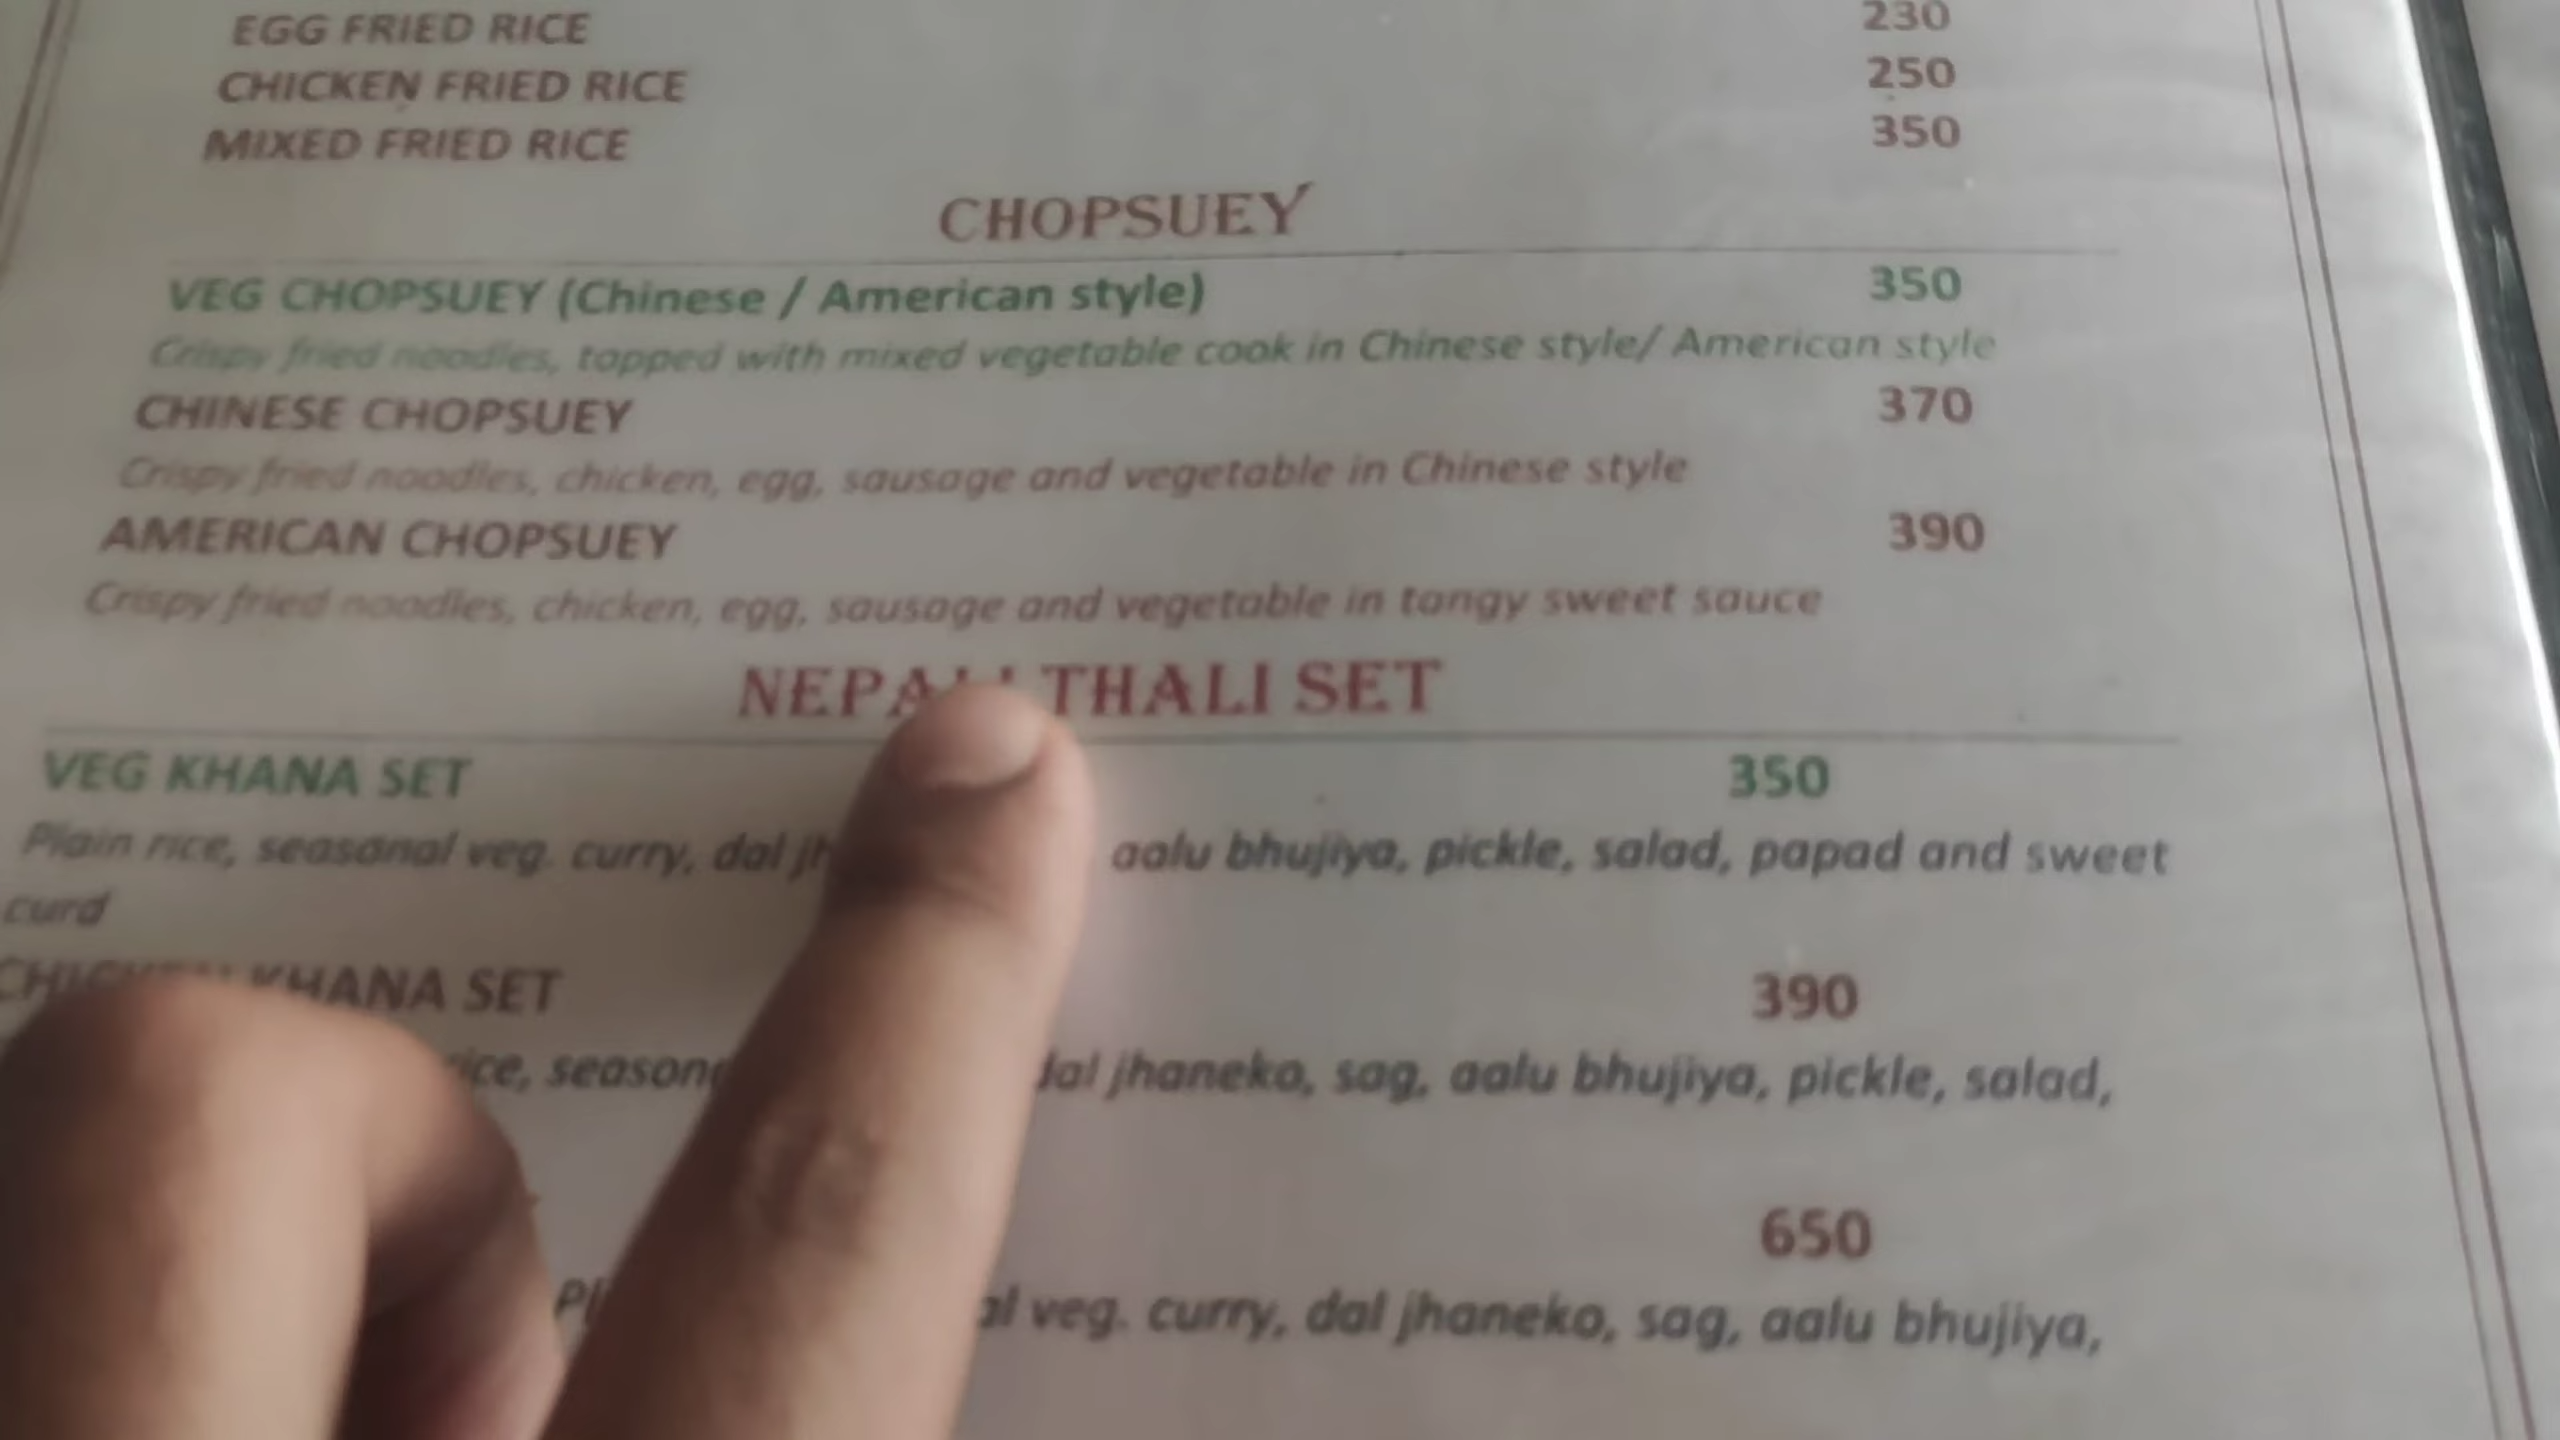 EGG FRIED RICE 230
CHICKEN FRIED RICE 250
MIXED FRIED RICE 350
CHOPSUEY
VEG CHOPSUEY (Chinese / American style) 350
Crispy fried noodles, topped with mixed vegetable cook in Chinese style/ American style
CHINESE CHOPSUEY 370
Crispy fried noodles, chicken, egg, sausage and vegetable in Chinese style
AMERICAN CHOPSUEY 390
Crispy fried noodles, chicken, egg, sausage and vegetable in tangy sweet sauce
NEPALI THALI SET
VEG KHANA SET 350
Plain rice, seasonal veg. curry, dal aalu bhujiya, pickle, salad, papad and sweet
curd
CHICKEN KHANA SET 390
rice, dal jhaneko, sag, aalu bhujiya, pickle, salad,
650
veg. curry, dal jhaneko, sag, aalu bhujiya,